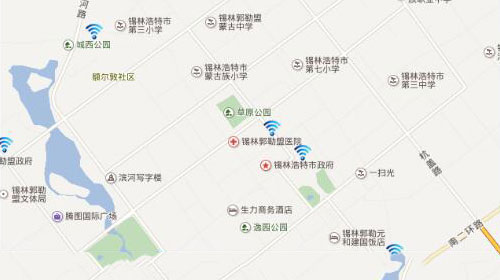 河路
锡林浩特市
第三小学
锡林郭勒盟
蒙古中学
城西公园
额尔敦社区
锡林浩特市
蒙古族小学
锡林浩特市
第七小学
锡林浩特市
第三中学
草原公园
锡林郭勒盟医院
勒盟政府
锡林浩特市政府
杭盖路
滨河写字楼
一扫光
锡林郭勒
盟文体局
腾图国际广场
生力商务酒店
逸园公园
锡林郭勒元
和建国饭店
南二环路